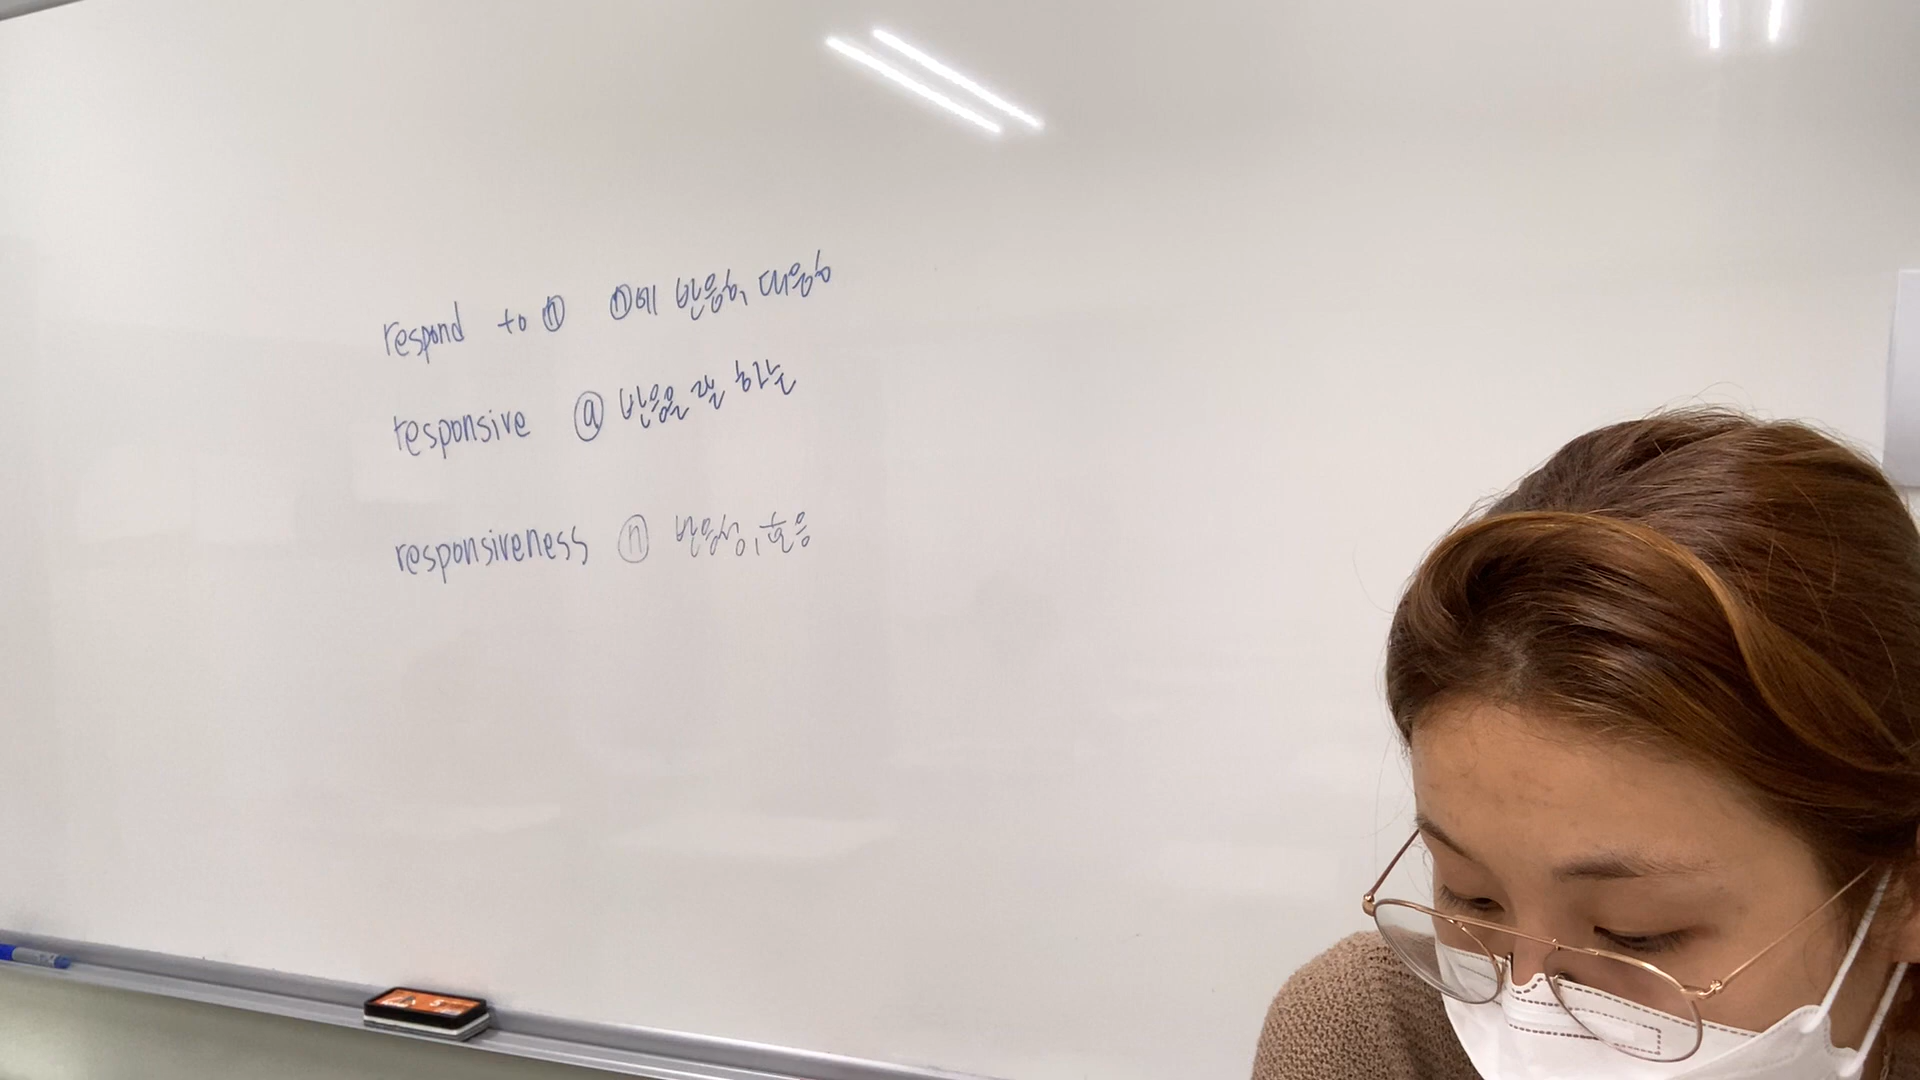 respond to ⓝ ⓝ에 반응하, 대응하
responsive ⓐ 반응을 잘 하는
responsiveness ⓝ 반응성, 호응